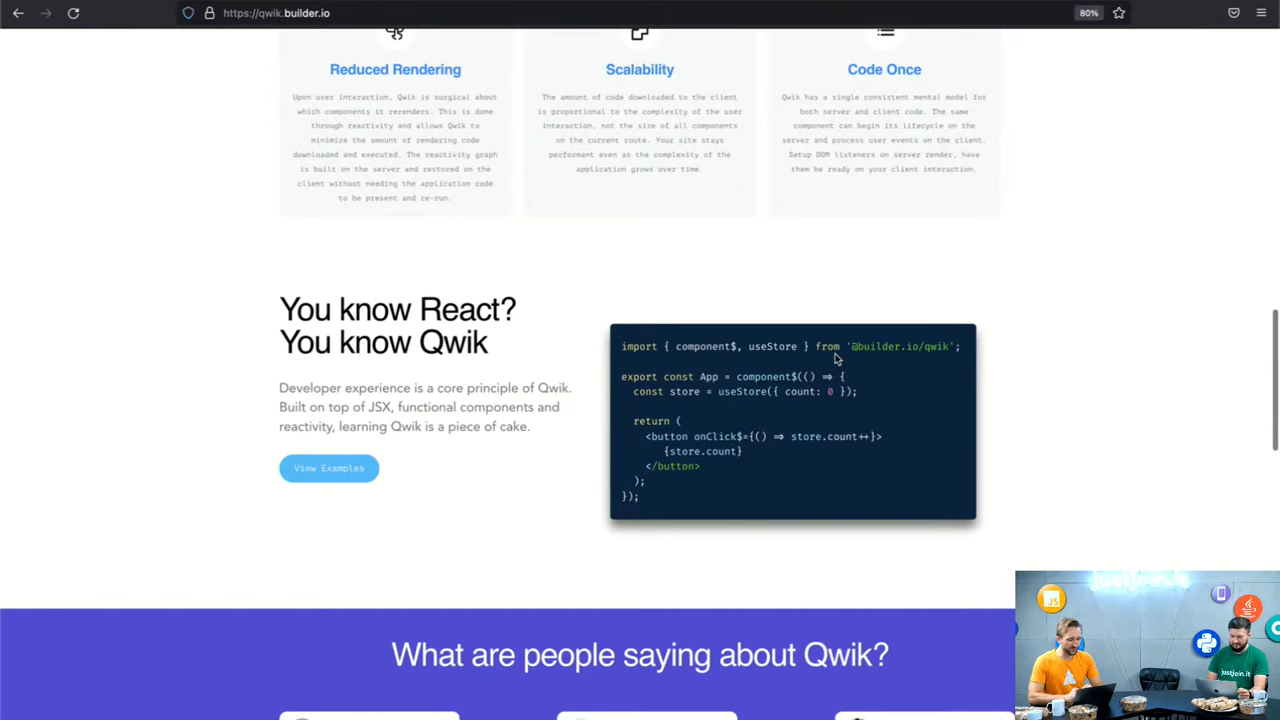 https://qwik.builder.io
80%
Reduced Rendering
Upon user interaction, Qwik is surgical about
which components it rerenders. This is done
through reactivity and allows Qwik to
minimize the amount of rendering code
downloaded and executed. The reactivity graph
is built on the server and restored on the
client without needing the application code
to be present and re-run.
Scalability
The amount of code downloaded to the client
is proportional to the complexity of the user
interaction, not the size of all components
on the current route. Your site stays
performant even as the complexity of the
application grows over time.
Code Once
Qwik has a single consistent mental model for
both server and client code. The same
component can begin its lifecycle on the
server and process user events on the client.
Setup DOM listeners on server render, have
them be ready on your client interaction.
You know React?
You know Qwik
Developer experience is a core principle of Qwik.
Built on top of JSX, functional components and
reactivity, learning Qwik is a piece of cake.
View Examples
import { component$, useStore } from '@builder.io/qwik';
export const App = component$(() => {
const store = useStore({ count: 0 });
return (
<button onClick$={() => store.count++}>
{store.count}
</button>
);
});
What are people saying about Qwik?
JS
justjoin.it